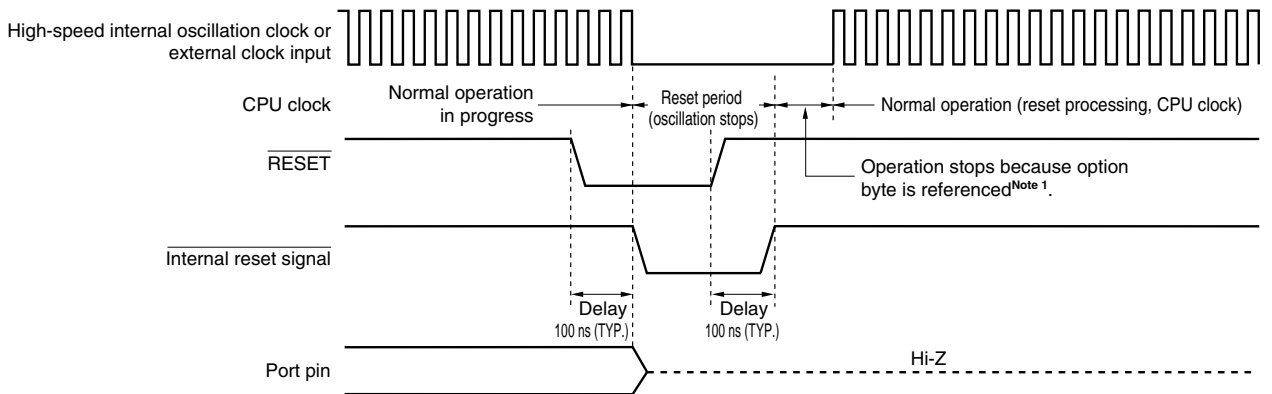 High-speed internal oscillation clock or
external clock input
CPU clock
Normal operation
in progress
Reset period
(oscillation stops)
Normal operation (reset processing, CPU clock)
RESET
Operation stops because option
byte is referenced Note 1.
Internal reset signal
Delay
100 ns (TYP.)
Delay
100 ns (TYP.)
Port pin
Hi-Z